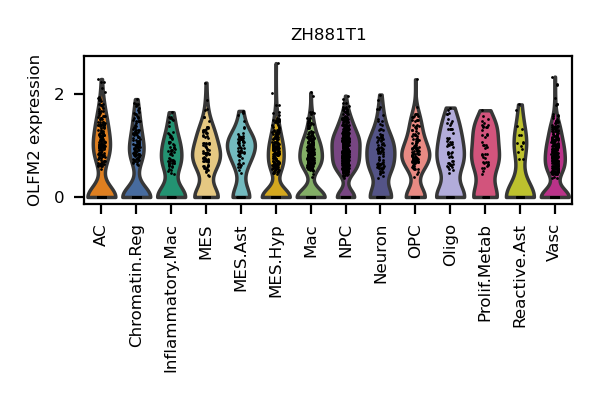 ZH881T1
OLFM2 expression
2
0
AC
Chromatin.Reg
Inflammatory.Mac
MES
MES.Ast
MES.Hyp
Mac
NPC
Neuron
OPC
Oligo
Prolif.Metab
Reactive.Ast
Vasc